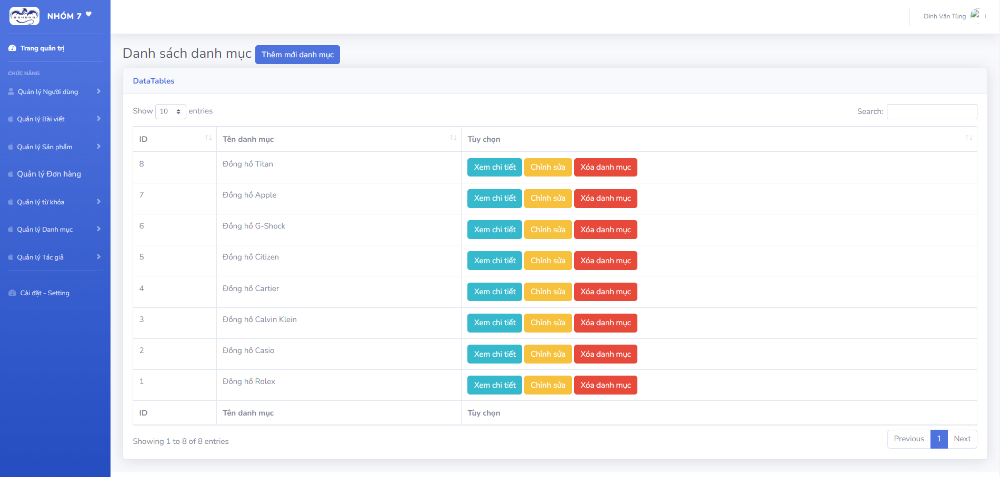 DRAGON
NHÓM 7
Đinh Văn Tùng
Trang quản trị
CHỨC NĂNG
Quản lý Người dùng
Quản lý Bài viết
Quản lý Sản phẩm
Quản lý Đơn hàng
Quản lý từ khóa
Quản lý Danh mục
Quản lý Tác giả
Cài đặt - Setting
Danh sách danh mục Thêm mới danh mục
DataTables
Show 10 entries Search:
ID Tên danh mục Tùy chọn
8 Đồng hồ Titan Xem chi tiết Chỉnh sửa Xóa danh mục
7 Đồng hồ Apple Xem chi tiết Chỉnh sửa Xóa danh mục
6 Đồng hồ G-Shock Xem chi tiết Chỉnh sửa Xóa danh mục
5 Đồng hồ Citizen Xem chi tiết Chỉnh sửa Xóa danh mục
4 Đồng hồ Cartier Xem chi tiết Chỉnh sửa Xóa danh mục
3 Đồng hồ Calvin Klein Xem chi tiết Chỉnh sửa Xóa danh mục
2 Đồng hồ Casio Xem chi tiết Chỉnh sửa Xóa danh mục
1 Đồng hồ Rolex Xem chi tiết Chỉnh sửa Xóa danh mục
ID Tên danh mục Tùy chọn
Showing 1 to 8 of 8 entries Previous 1 Next